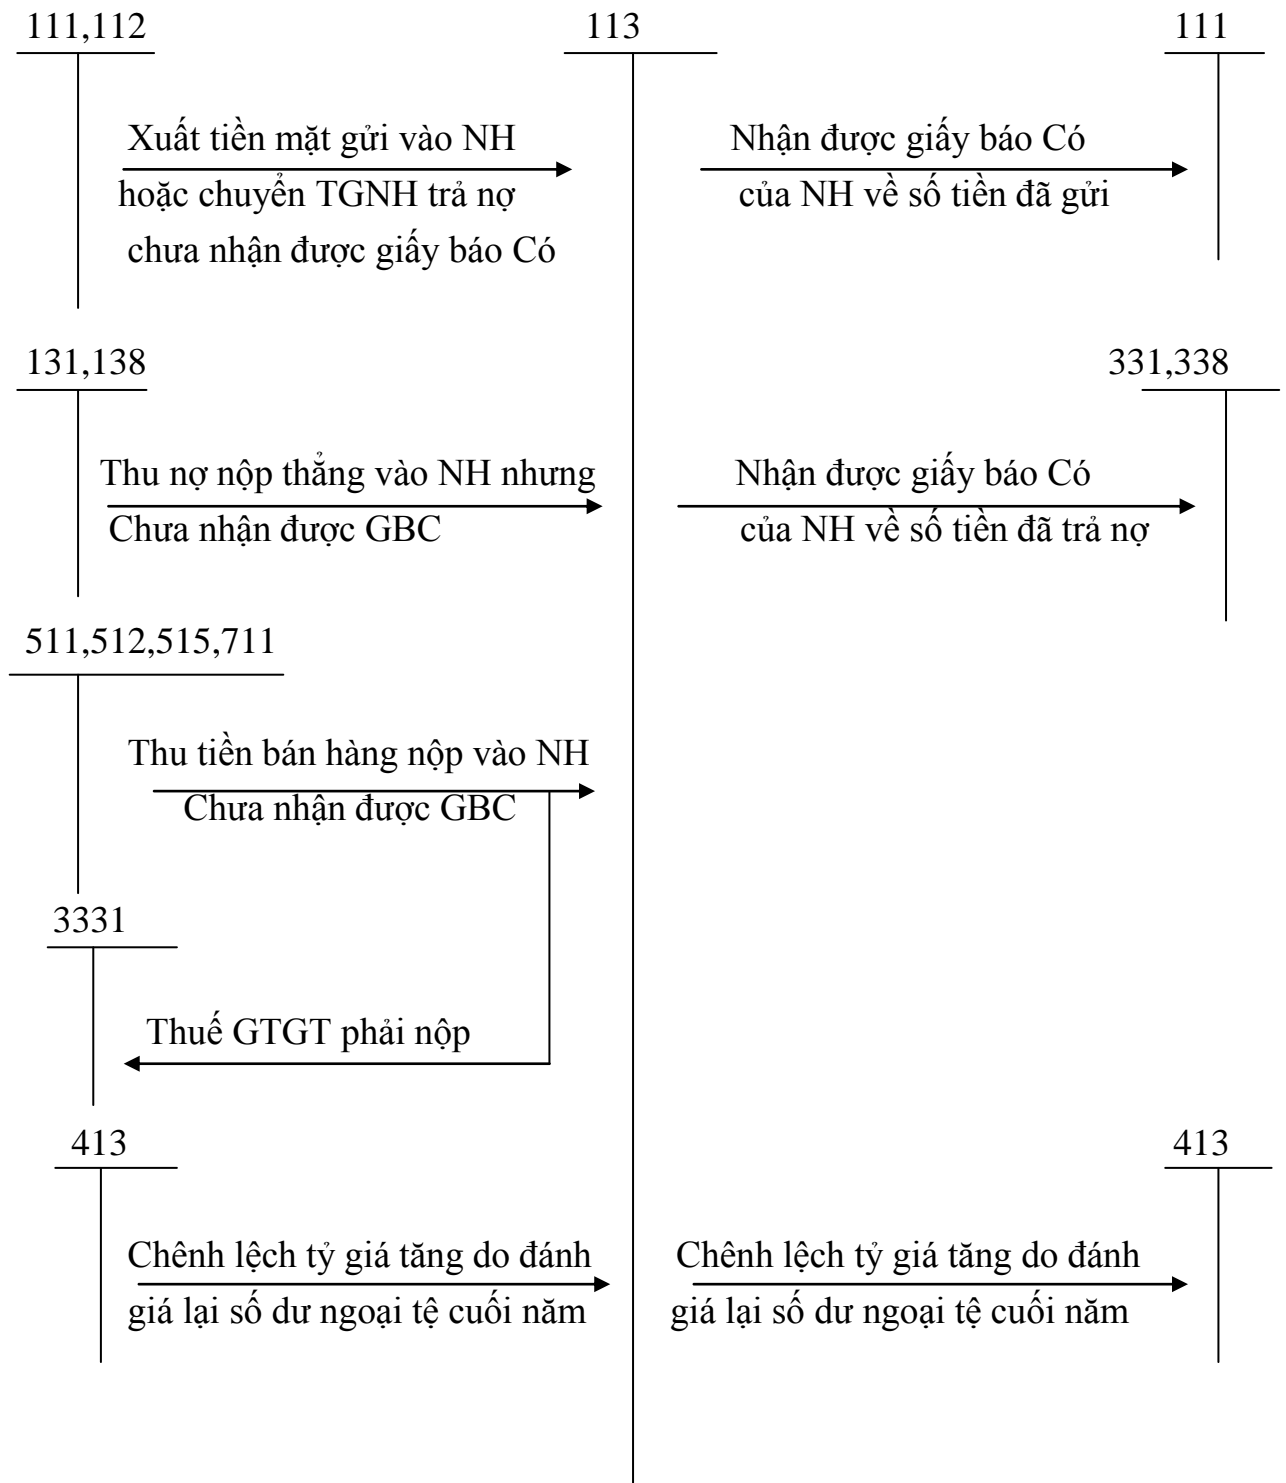 111,112
113
111
Xuất tiền mặt gửi vào NH
hoặc chuyển TGNH trả nợ
chưa nhận được giấy báo Có
Nhận được giấy báo Có
của NH về số tiền đã gửi
131,138
331,338
Thu nợ nộp thẳng vào NH nhưng
Chưa nhận được GBC
Nhận được giấy báo Có
của NH về số tiền đã trả nợ
511,512,515,711
Thu tiền bán hàng nộp vào NH
Chưa nhận được GBC
3331
Thuế GTGT phải nộp
413
413
Chênh lệch tỷ giá tăng do đánh
giá lại số dư ngoại tệ cuối năm
Chênh lệch tỷ giá tăng do đánh
giá lại số dư ngoại tệ cuối năm